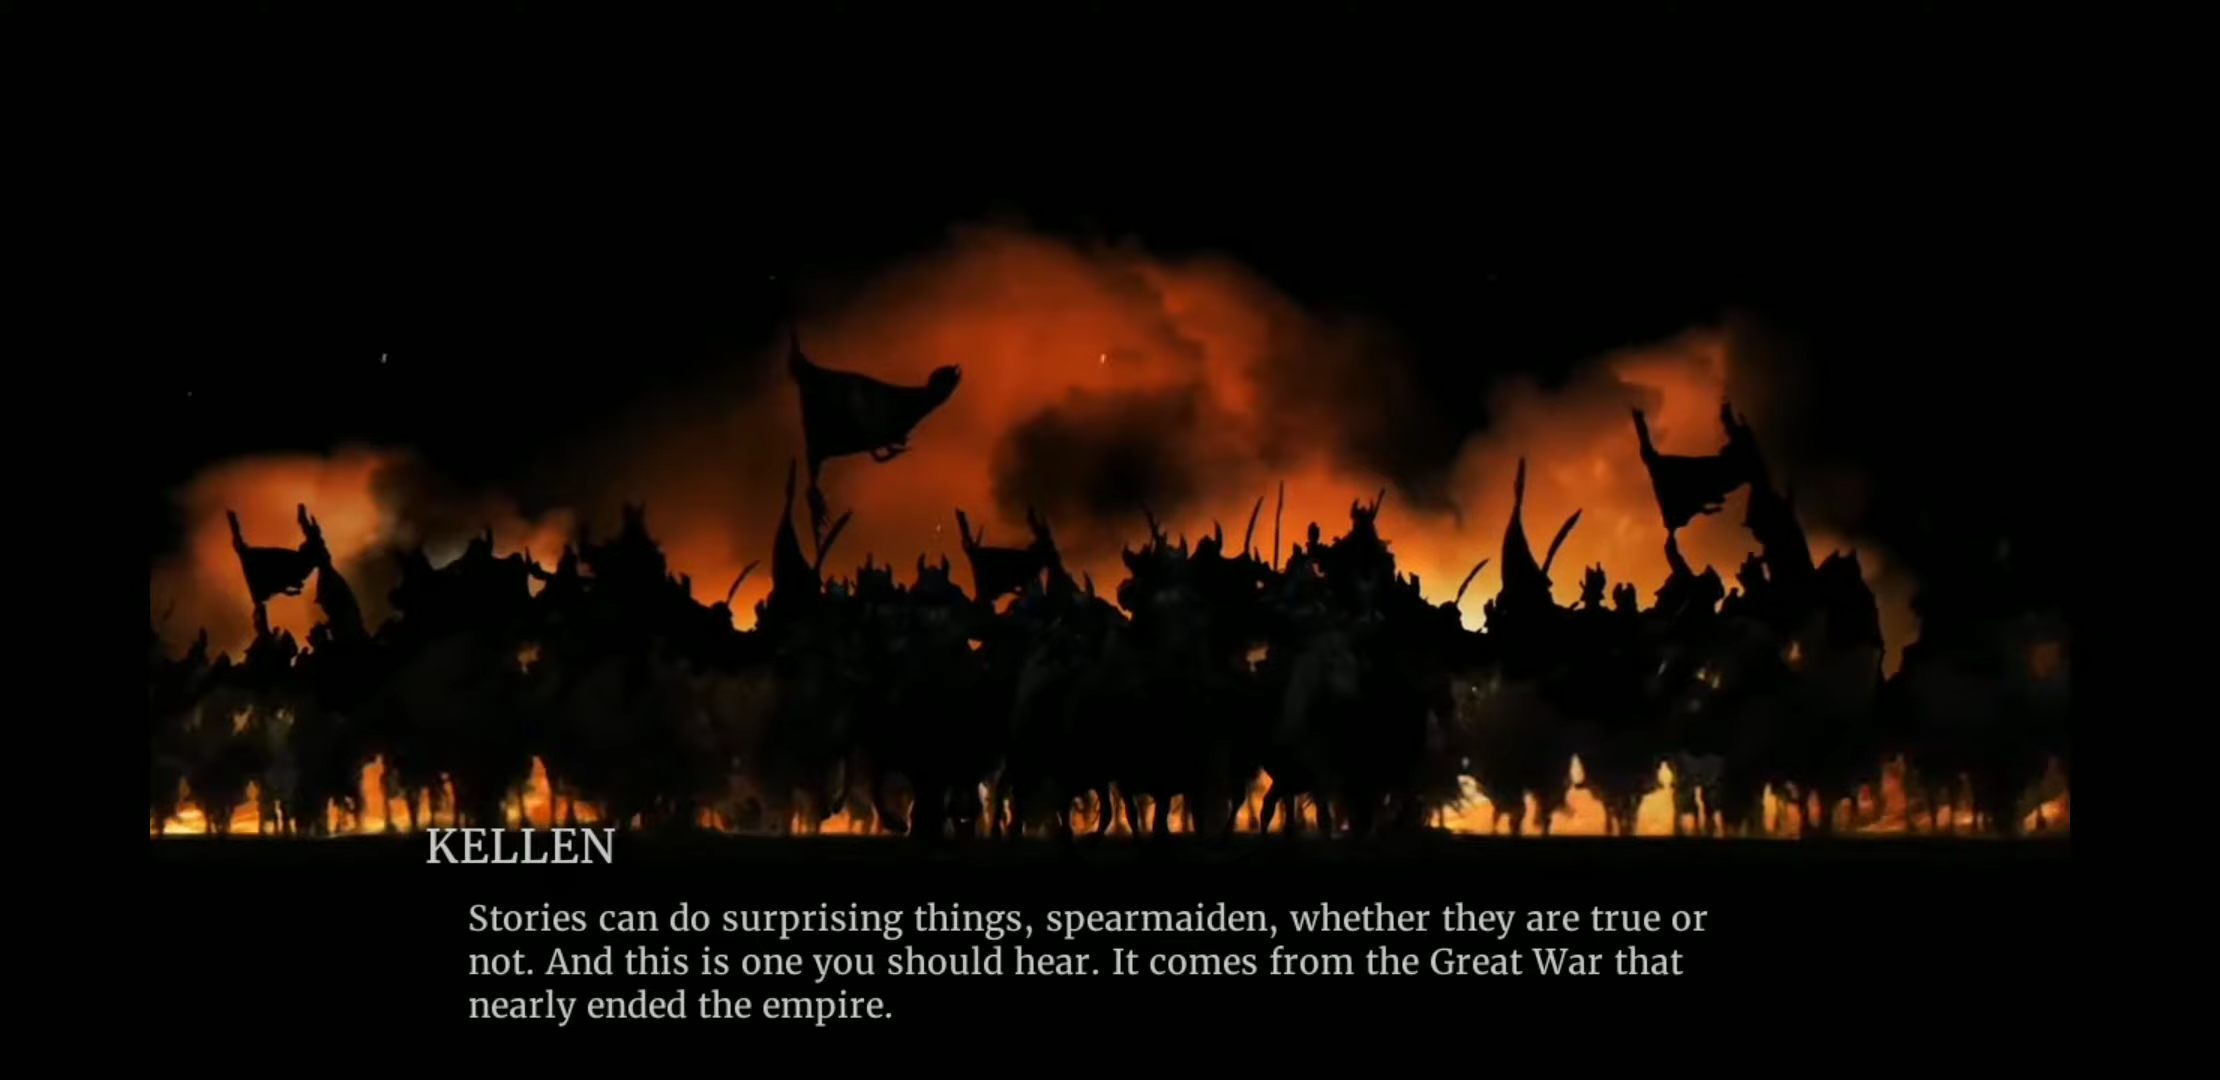 KELLEN
Stories can do surprising things, spearmaiden, whether they are true or
not. And this is one you should hear. It comes from the Great War that
nearly ended the empire.